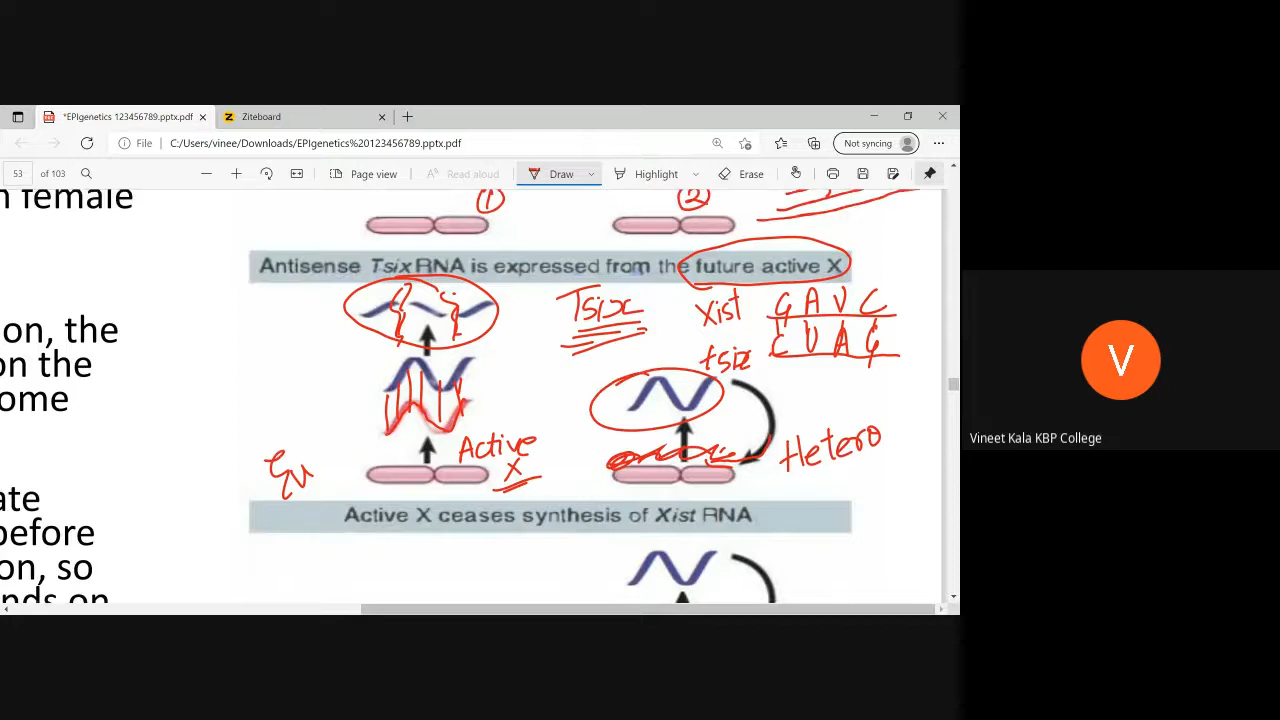 *EPIgenetics 123456789.pptx.pdf
Ziteboard
File
C:/Users/vinee/Downloads/EPIgenetics%20123456789.pptx.pdf
Not syncing
53 of 103
Page view
Read aloud
Draw
Highlight
Erase
n female
1
2
Antisense Tsix RNA is expressed from the future active X
Tsix
Xist G A U C
C U A G
tsix
on, the
on the
ome
Active
X
Hetero
Eu
ate
before
on, so
nds on
Active X ceases synthesis of Xist RNA
V
Vineet Kala KBP College